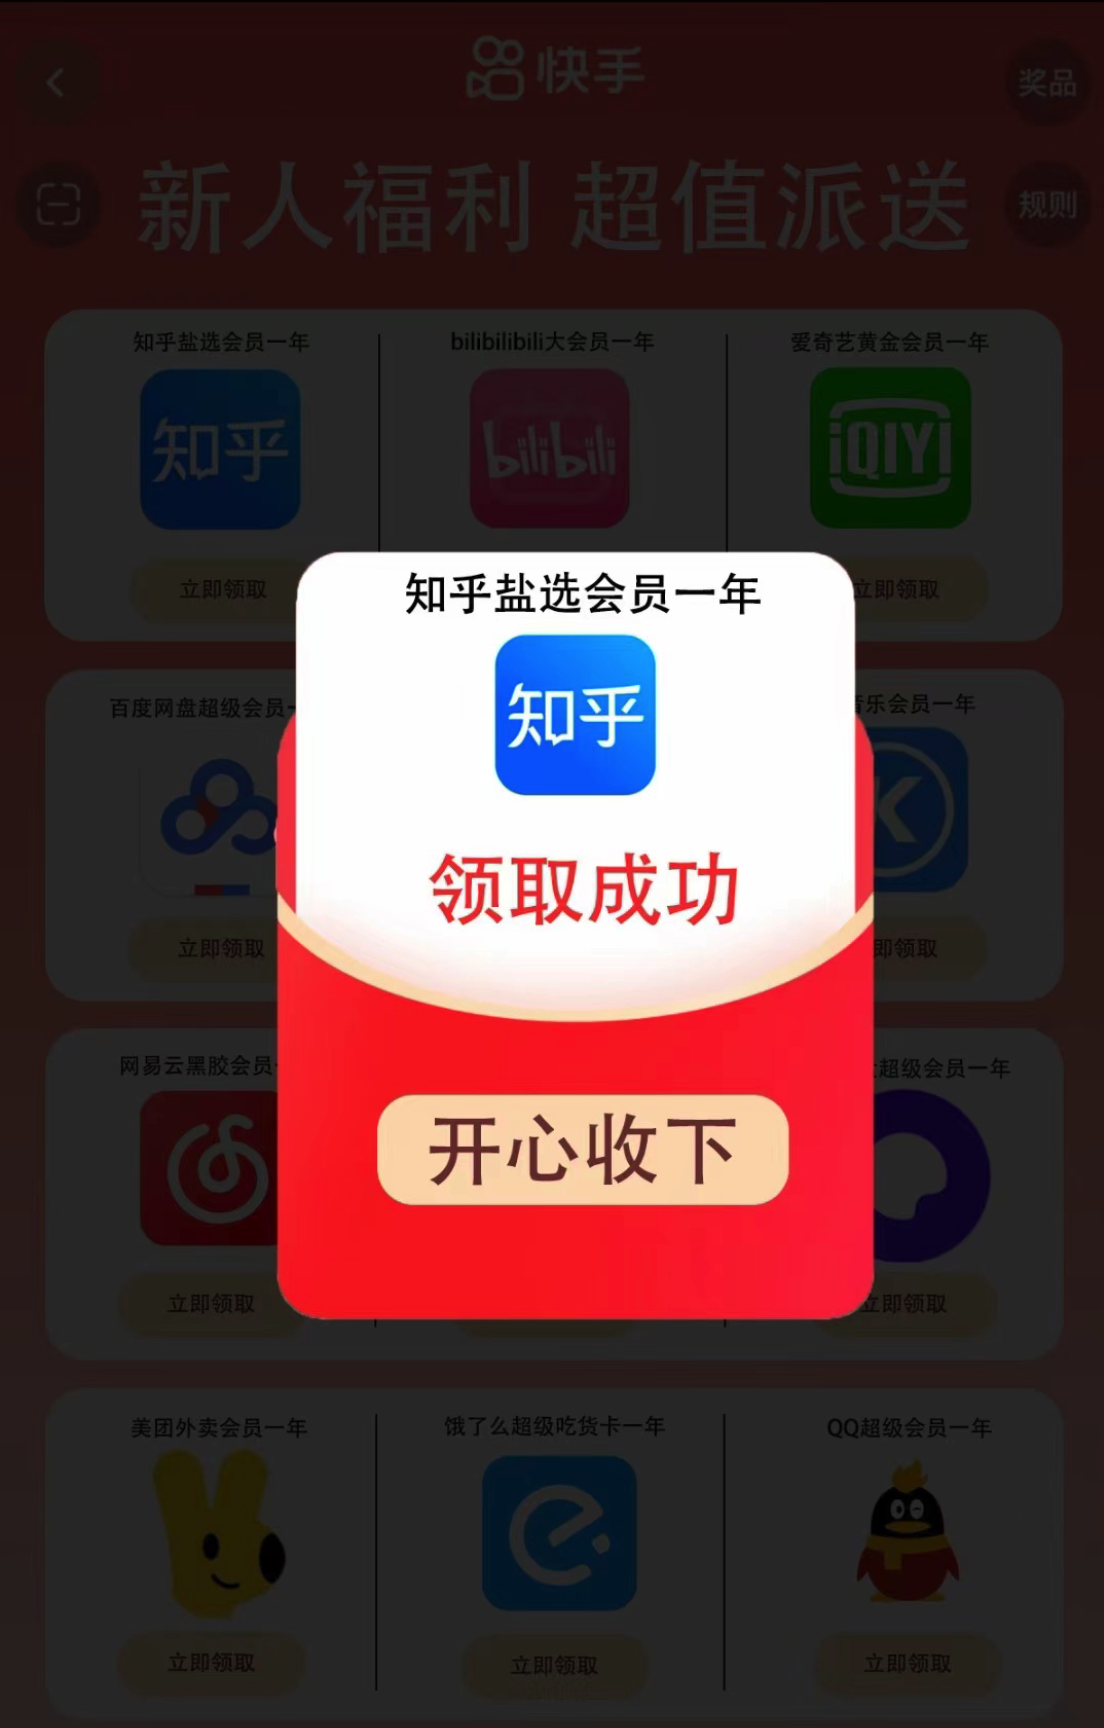 快手
奖品
新人福利 超值派送
规则
知乎盐选会员一年
bilibilibili大会员一年
爱奇艺黄金会员一年
知乎
bilibili
iQIYI
立即领取
立即领取
知乎盐选会员一年
知乎
领取成功
开心收下
百度网盘超级会员一
音乐会员一年
K
立即领取
即领取
网易云黑胶会员
超级会员一年
立即领取
立即领取
美团外卖会员一年
饿了么超级吃货卡一年
QQ超级会员一年
立即领取
立即领取
立即领取